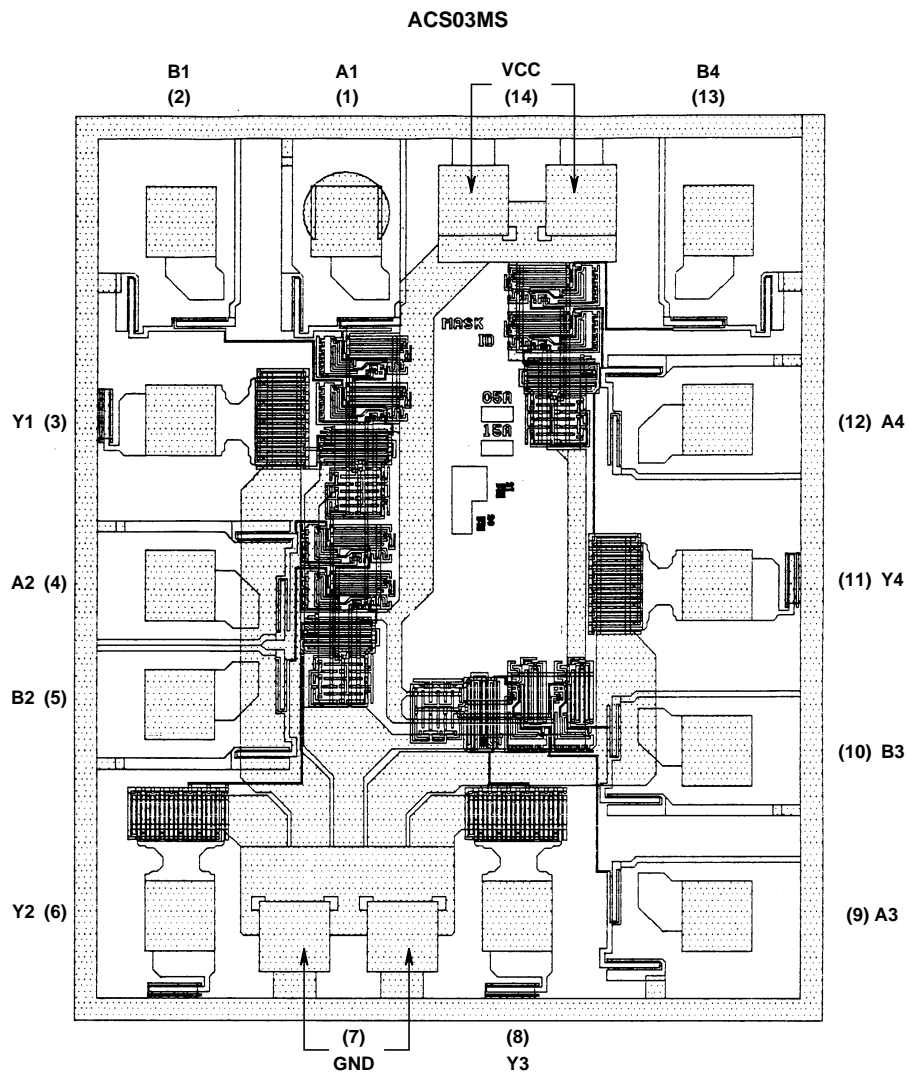 ACS03MS
B1
(2)
A1
(1)
VCC
(14)
B4
(13)
MASK
ID
05A
15A
Y1 (3)
(12) A4
A2 (4)
(11) Y4
B2 (5)
(10) B3
Y2 (6)
(9) A3
(7)
GND
(8)
Y3